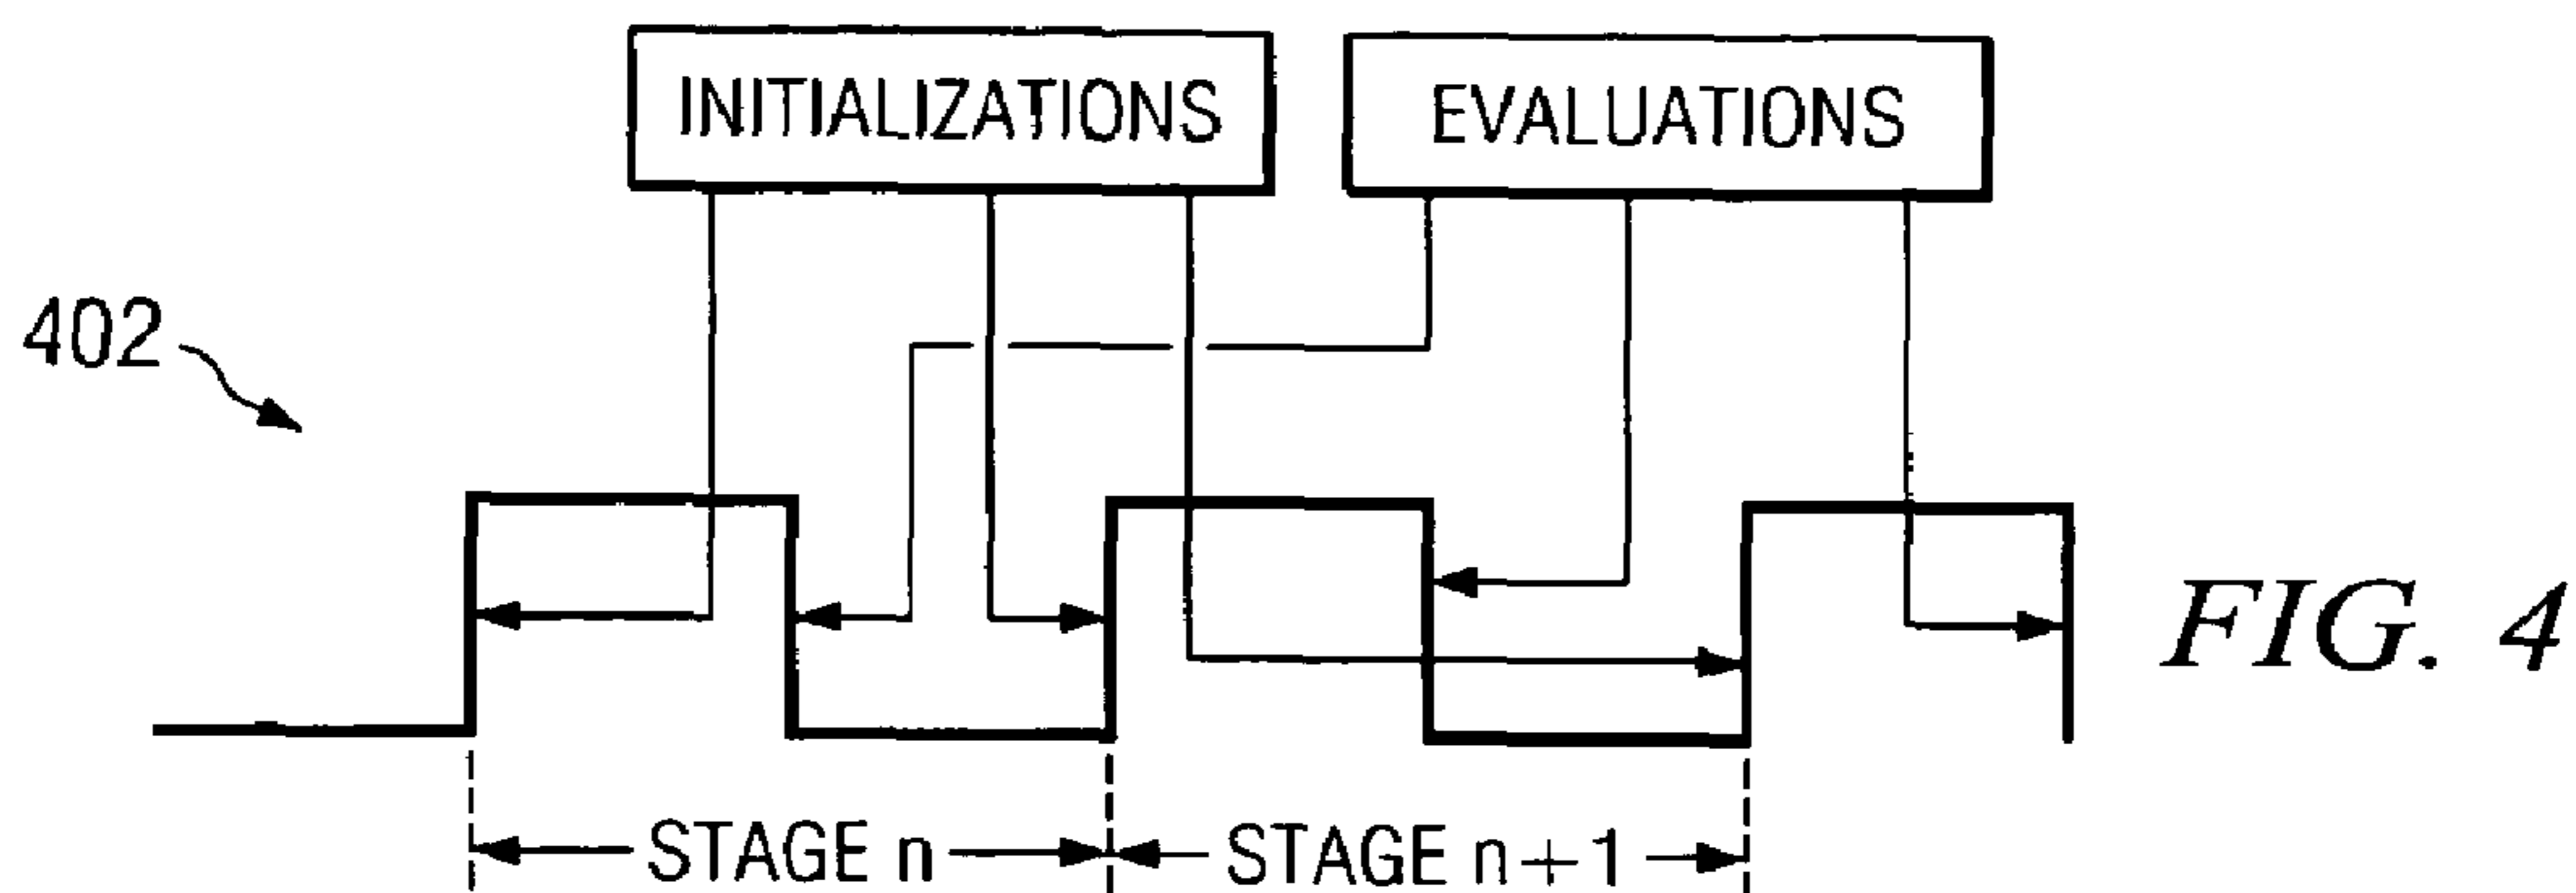 INITIALIZATIONS
EVALUATIONS
402
FIG. 4
STAGE n
STAGE n+1